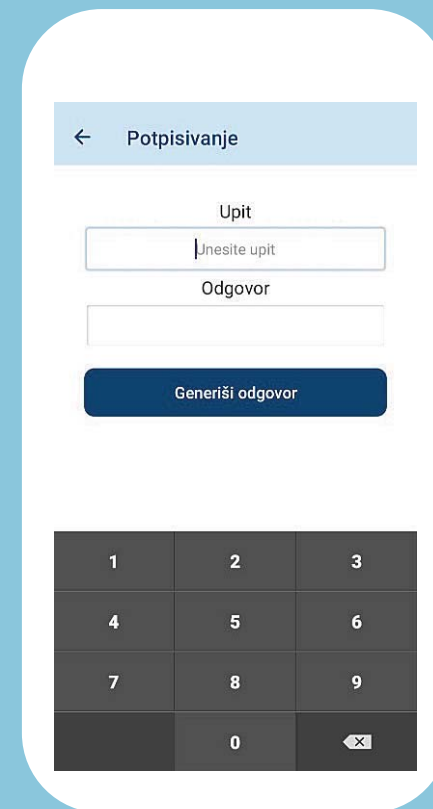 Potpisivanje
Upit
Unesite upit
Odgovor
Generiši odgovor
1 2 3
4 5 6
7 8 9
0